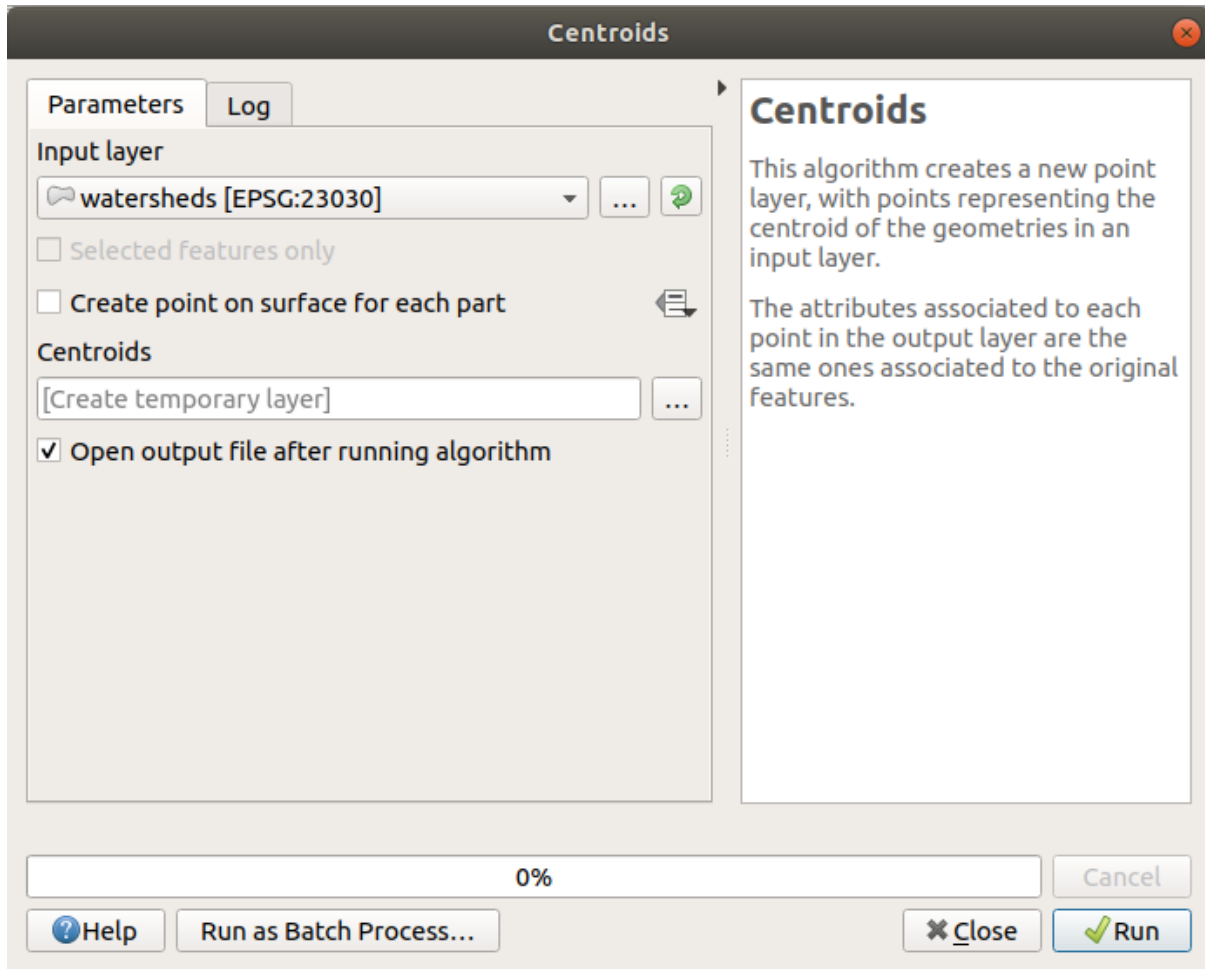 Centroids
Parameters
Log
Input layer
watersheds [EPSG:23030]
...
Selected features only
Create point on surface for each part
Centroids
[Create temporary layer]
...
Open output file after running algorithm
Centroids
This algorithm creates a new point
layer, with points representing the
centroid of the geometries in an
input layer.
The attributes associated to each
point in the output layer are the
same ones associated to the original
features.
0%
Cancel
Help
Run as Batch Process...
Close
Run